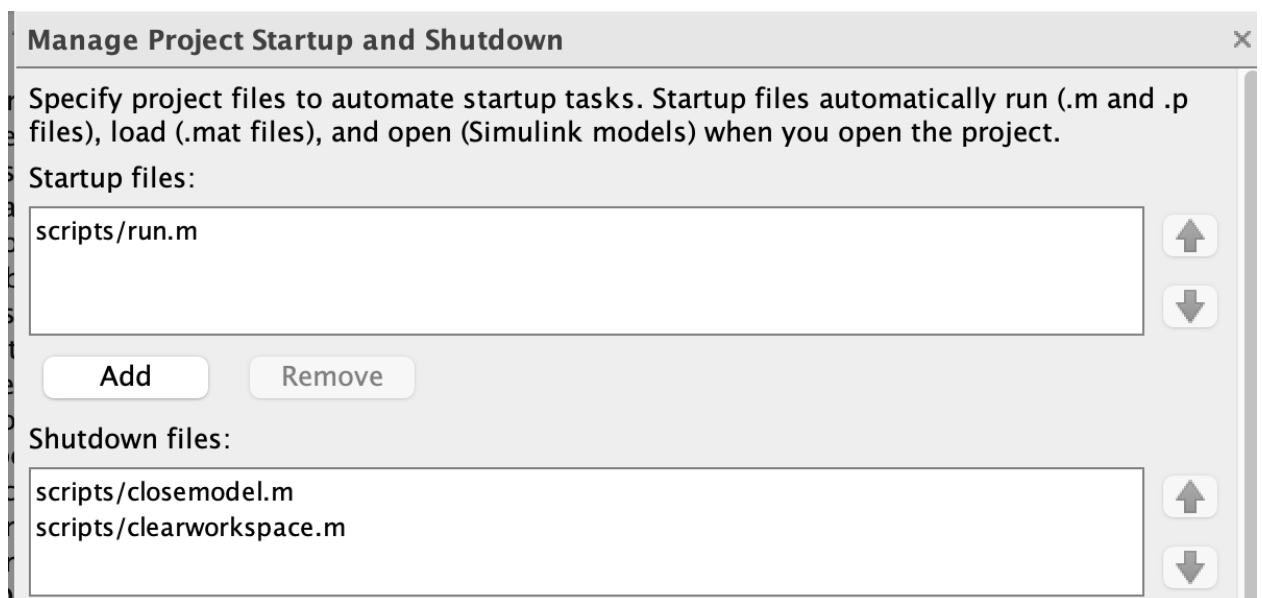 Manage Project Startup and Shutdown
Specify project files to automate startup tasks. Startup files automatically run (.m and .p
files), load (.mat files), and open (Simulink models) when you open the project.
Startup files:
scripts/run.m
Add
Remove
Shutdown files:
scripts/closemodel.m
scripts/clearworkspace.m